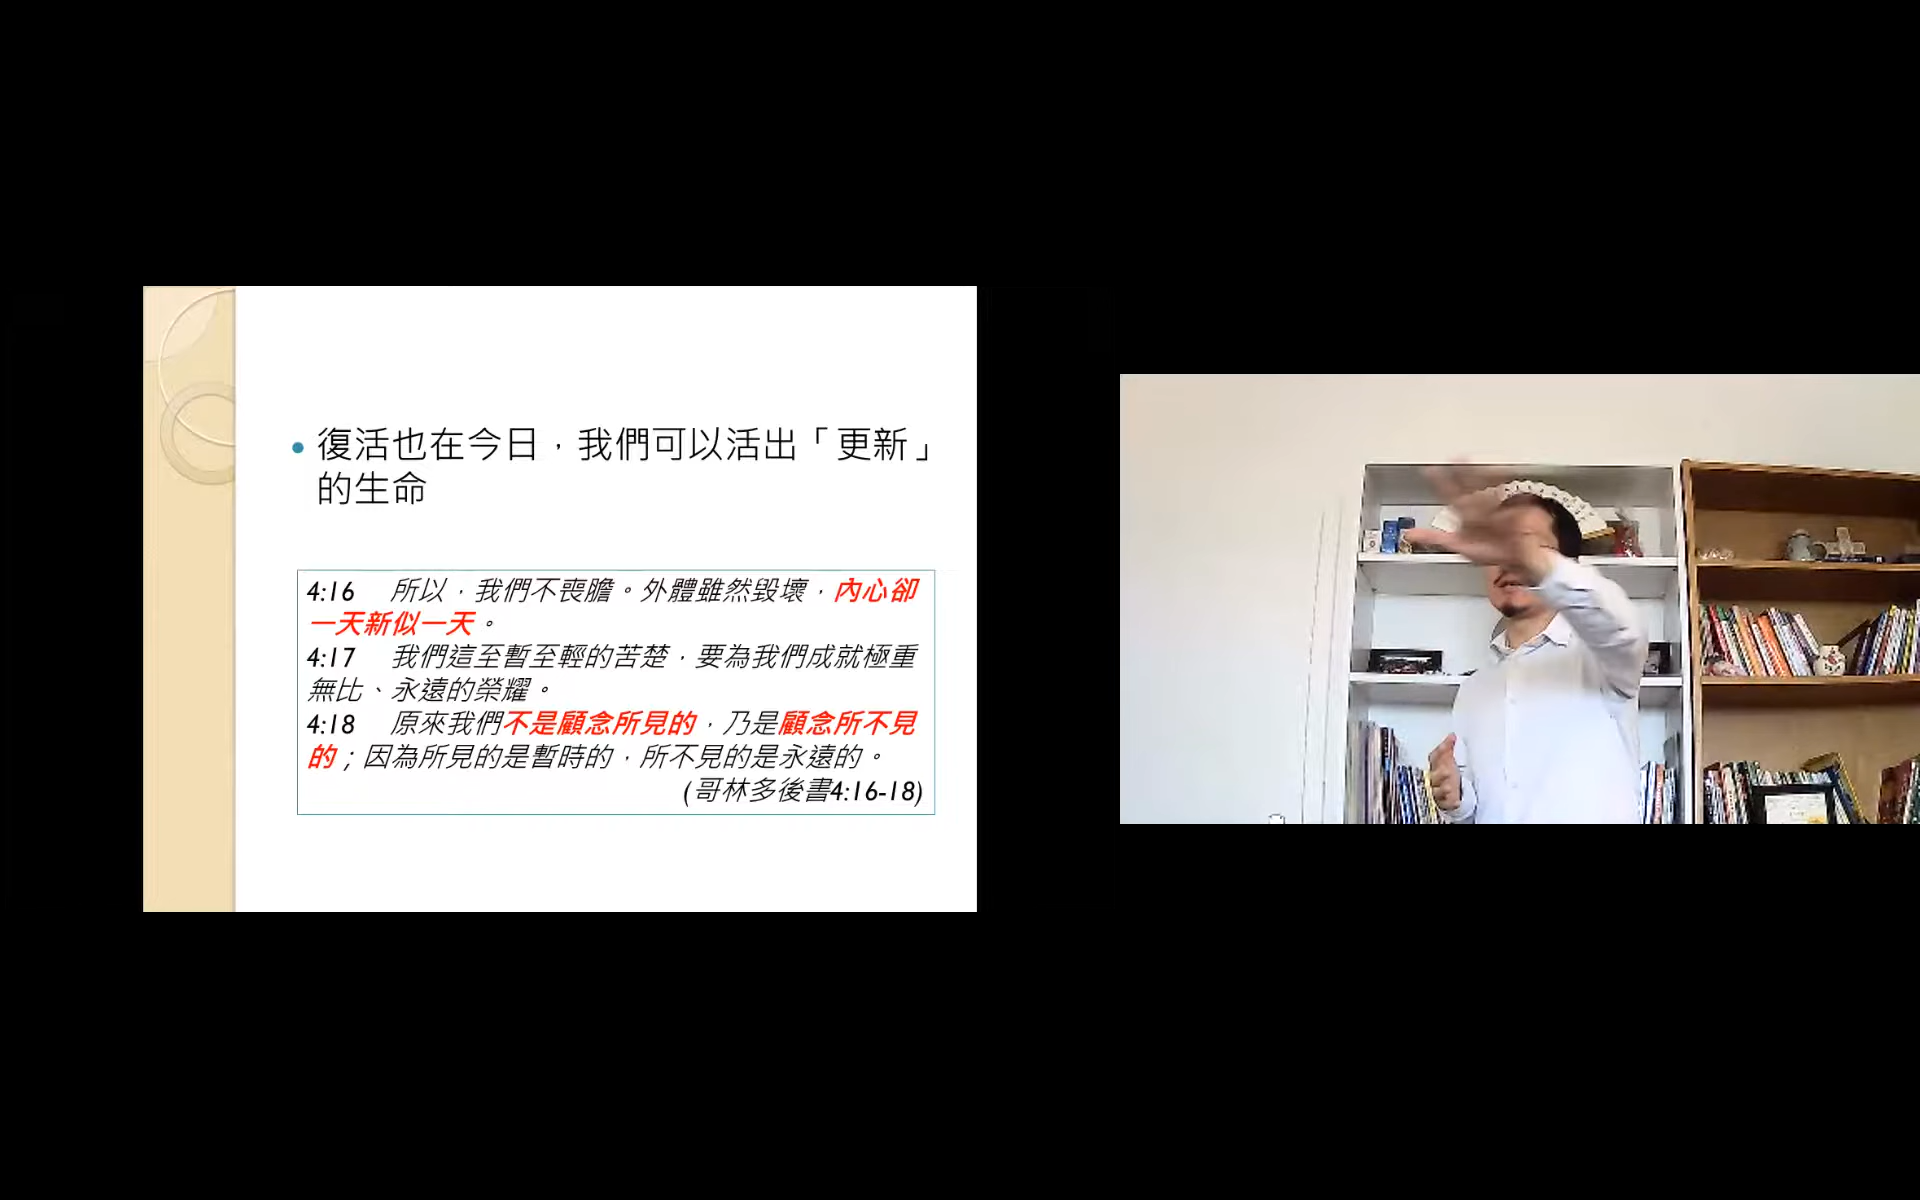 復活也在今日，我們可以活出「更新」
的生命
4:16 所以，我們不喪膽。外體雖然毀壞，內心卻
一天新似一天。
4:17 我們這至暫至輕的苦楚，要為我們成就極重
無比、永遠的榮耀。
4:18 原來我們不是顧念所見的，乃是顧念所不見
的；因為所見的是暫時的，所不見的是永遠的。
(哥林多後書4:16-18)